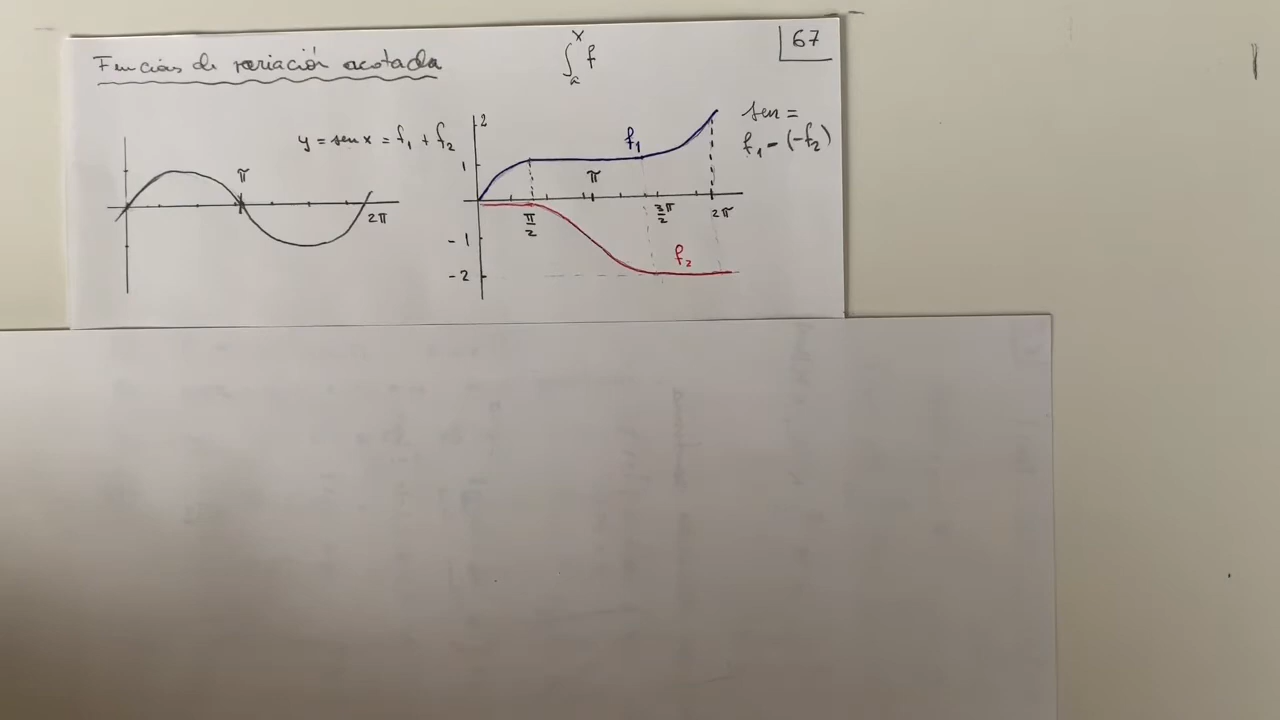 Funcións de variación acotada
∫ₐˣ f
67
y = sen x = f₁ + f₂
π
2π
2
1
-1
-2
f₁
π
π/2
3π/2
2π
f₂
sen =
f₁ - (-f₂)